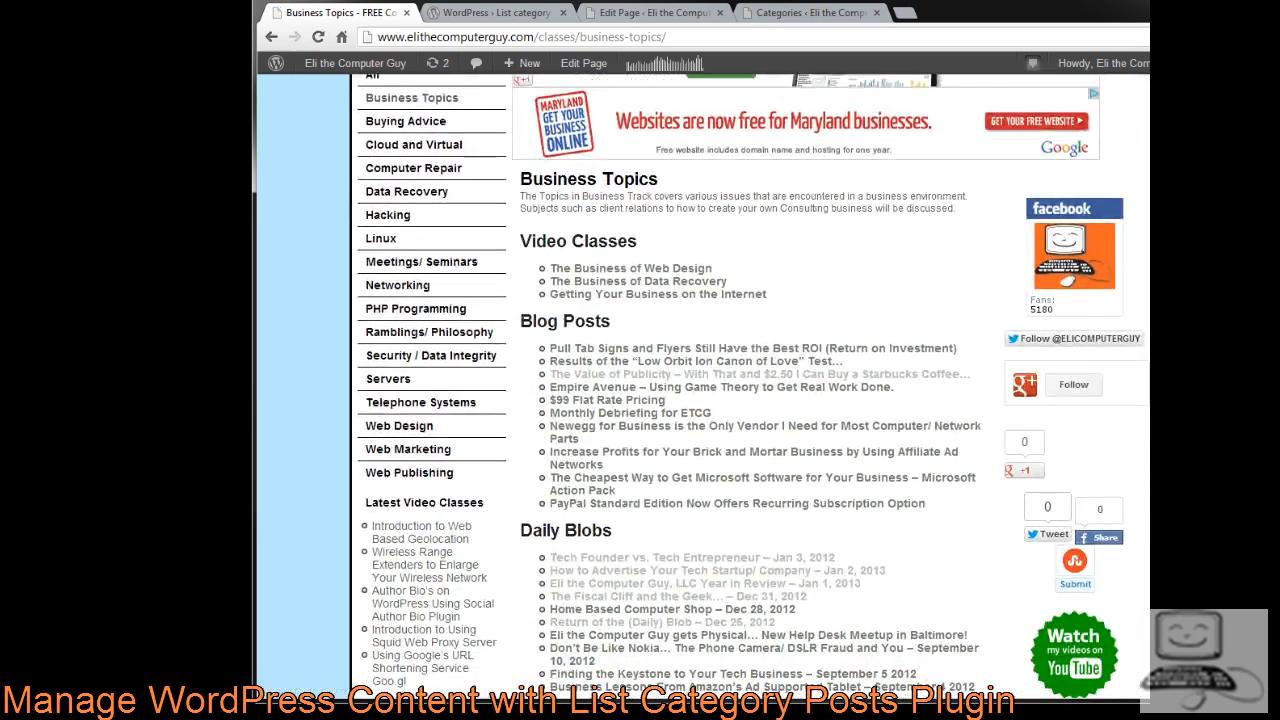 Business Topics - FREE Co
WordPress › List category
Edit Page ‹ Eli the Comput
Categories ‹ Eli the Comp
www.elithecomputerguy.com/classes/business-topics/
Eli the Computer Guy
2
New
Edit Page
Howdy, Eli the Com
All
Business Topics
Buying Advice
Cloud and Virtual
Computer Repair
Data Recovery
Hacking
Linux
Meetings/ Seminars
Networking
PHP Programming
Ramblings/ Philosophy
Security / Data Integrity
Servers
Telephone Systems
Web Design
Web Marketing
Web Publishing
Latest Video Classes
Introduction to Web
Based Geolocation
Wireless Range
Extenders to Enlarge
Your Wireless Network
Author Bio's on
WordPress Using Social
Author Bio Plugin
Introduction to Using
Squid Web Proxy Server
Using Google's URL
Shortening Service
Goo.gl
+1
MARYLAND
GET YOUR
BUSINESS
ONLINE
Websites are now free for Maryland businesses.
Free website includes domain name and hosting for one year.
GET YOUR FREE WEBSITE
Google
Business Topics
The Topics in Business Track covers various issues that are encountered in a business environment.
Subjects such as client relations to how to create your own Consulting business will be discussed.
Video Classes
The Business of Web Design
The Business of Data Recovery
Getting Your Business on the Internet
Blog Posts
Pull Tab Signs and Flyers Still Have the Best ROI (Return on Investment)
Results of the “Low Orbit Ion Canon of Love” Test…
The Value of Publicity – With That and $2.50 I Can Buy a Starbucks Coffee…
Empire Avenue – Using Game Theory to Get Real Work Done.
$99 Flat Rate Pricing
Monthly Debriefing for ETCG
Newegg for Business is the Only Vendor I Need for Most Computer/ Network
Parts
Increase Profits for Your Brick and Mortar Business by Using Affiliate Ad
Networks
The Cheapest Way to Get Microsoft Software for Your Business – Microsoft
Action Pack
PayPal Standard Edition Now Offers Recurring Subscription Option
Daily Blobs
Tech Founder vs. Tech Entrepreneur – Jan 3, 2012
How to Advertise Your Tech Startup/ Company – Jan 2, 2013
Eli the Computer Guy, LLC Year in Review – Jan 1, 2013
The Fiscal Cliff and the Geek… – Dec 31, 2012
Home Based Computer Shop – Dec 28, 2012
Return of the (Daily) Blob – Dec 25, 2012
Eli the Computer Guy gets Physical… New Help Desk Meetup in Baltimore!
Don't Be Like Nokia… The Phone Camera/ DSLR Fraud and You – September
10, 2012
Finding the Keystone to Your Tech Business – September 5 2012
Business Lessons From Amazon's Ad Supported Tablet – September 4 2012
facebook
Fans:
5180
Follow @ELICOMPUTERGUY
g+
Follow
0
+1
0
Tweet
0
Share
Submit
Watch
my videos on
YouTube
Manage WordPress Content with List Category Posts Plugin